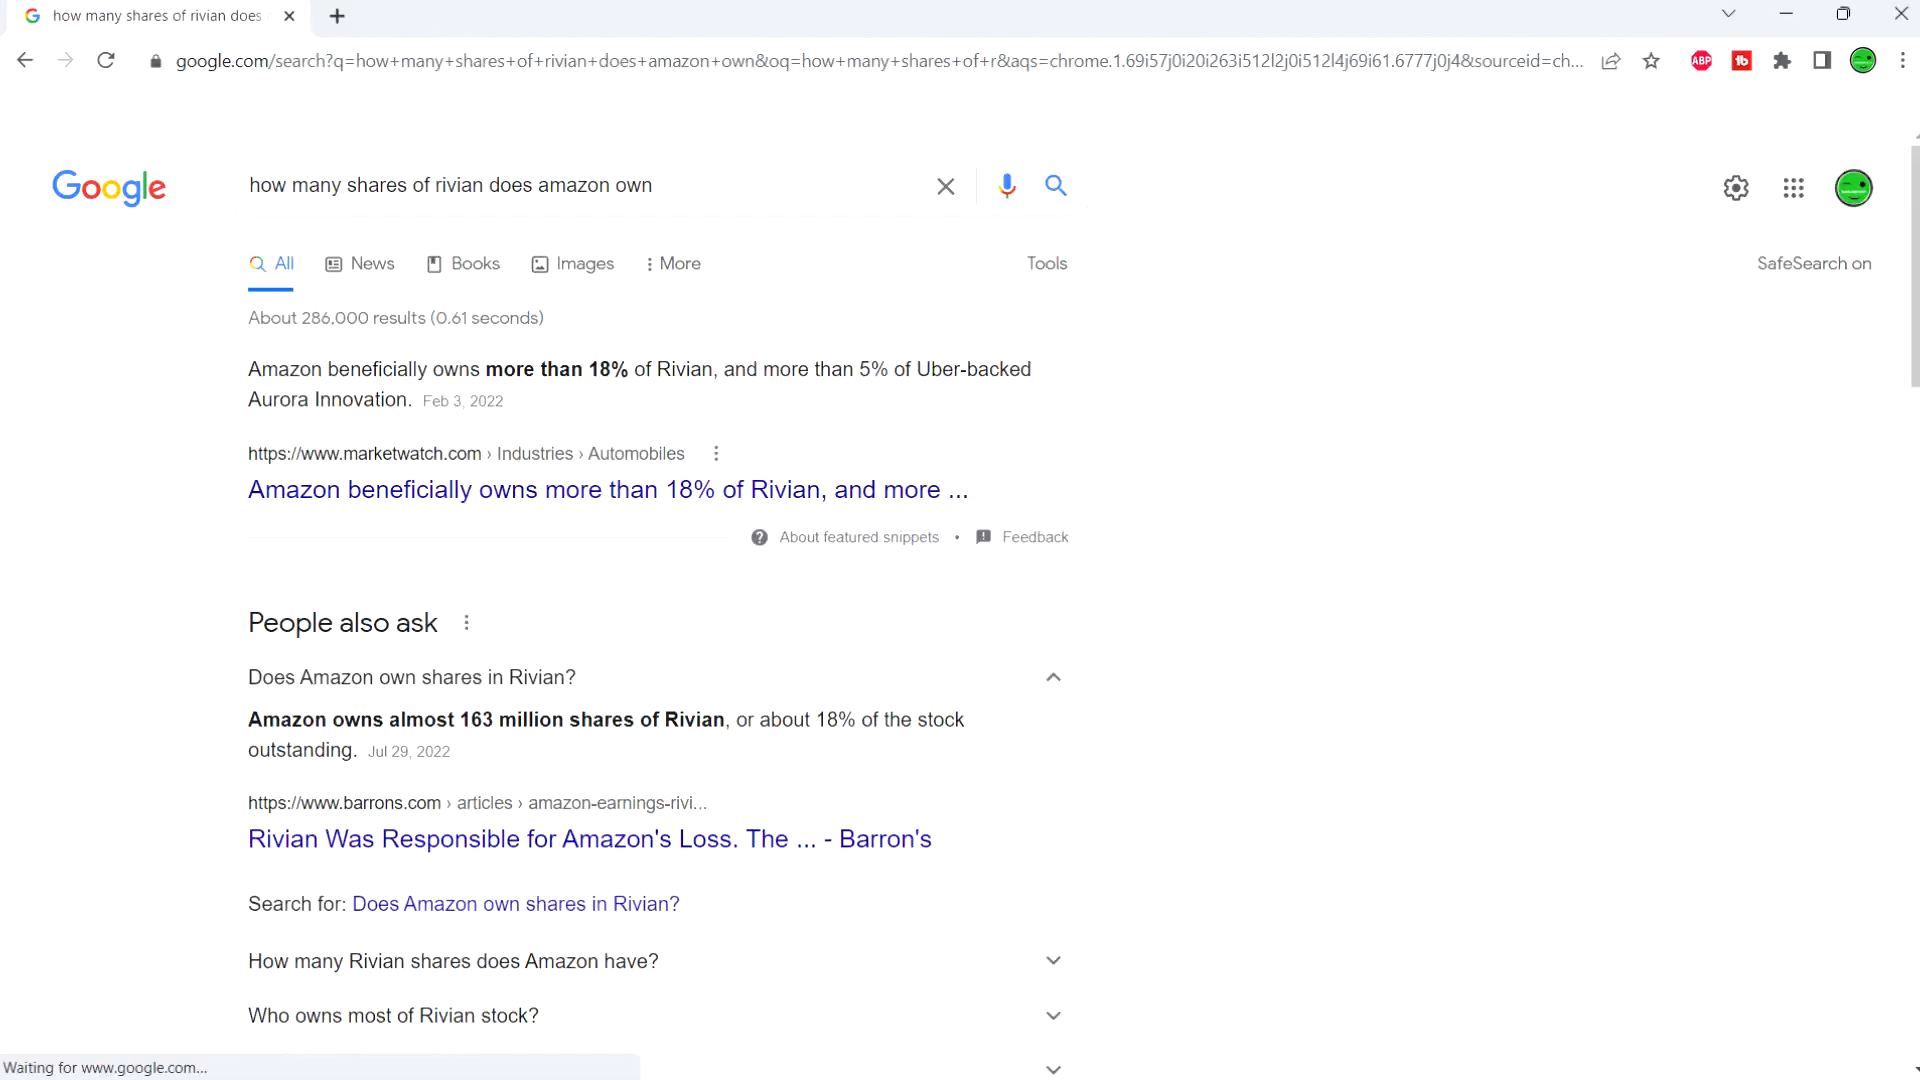 how many shares of rivian does
google.com/search?q=how+many+shares+of+rivian+does+amazon+own&oq=how+many+shares+of+r&aqs=chrome.1.69i57j0i20i263i512l2j0i512l4j69i61.6777j0j4&sourceid=ch...
ABP
tb
Google
how many shares of rivian does amazon own
All
News
Books
Images
More
Tools
SafeSearch on
About 286,000 results (0.61 seconds)
Amazon beneficially owns more than 18% of Rivian, and more than 5% of Uber-backed
Aurora Innovation. Feb 3, 2022
https://www.marketwatch.com › Industries › Automobiles
Amazon beneficially owns more than 18% of Rivian, and more ...
About featured snippets • Feedback
People also ask
Does Amazon own shares in Rivian?
Amazon owns almost 163 million shares of Rivian, or about 18% of the stock
outstanding. Jul 29, 2022
https://www.barrons.com › articles › amazon-earnings-rivi...
Rivian Was Responsible for Amazon's Loss. The ... - Barron's
Search for: Does Amazon own shares in Rivian?
How many Rivian shares does Amazon have?
Who owns most of Rivian stock?
Waiting for www.google.com...